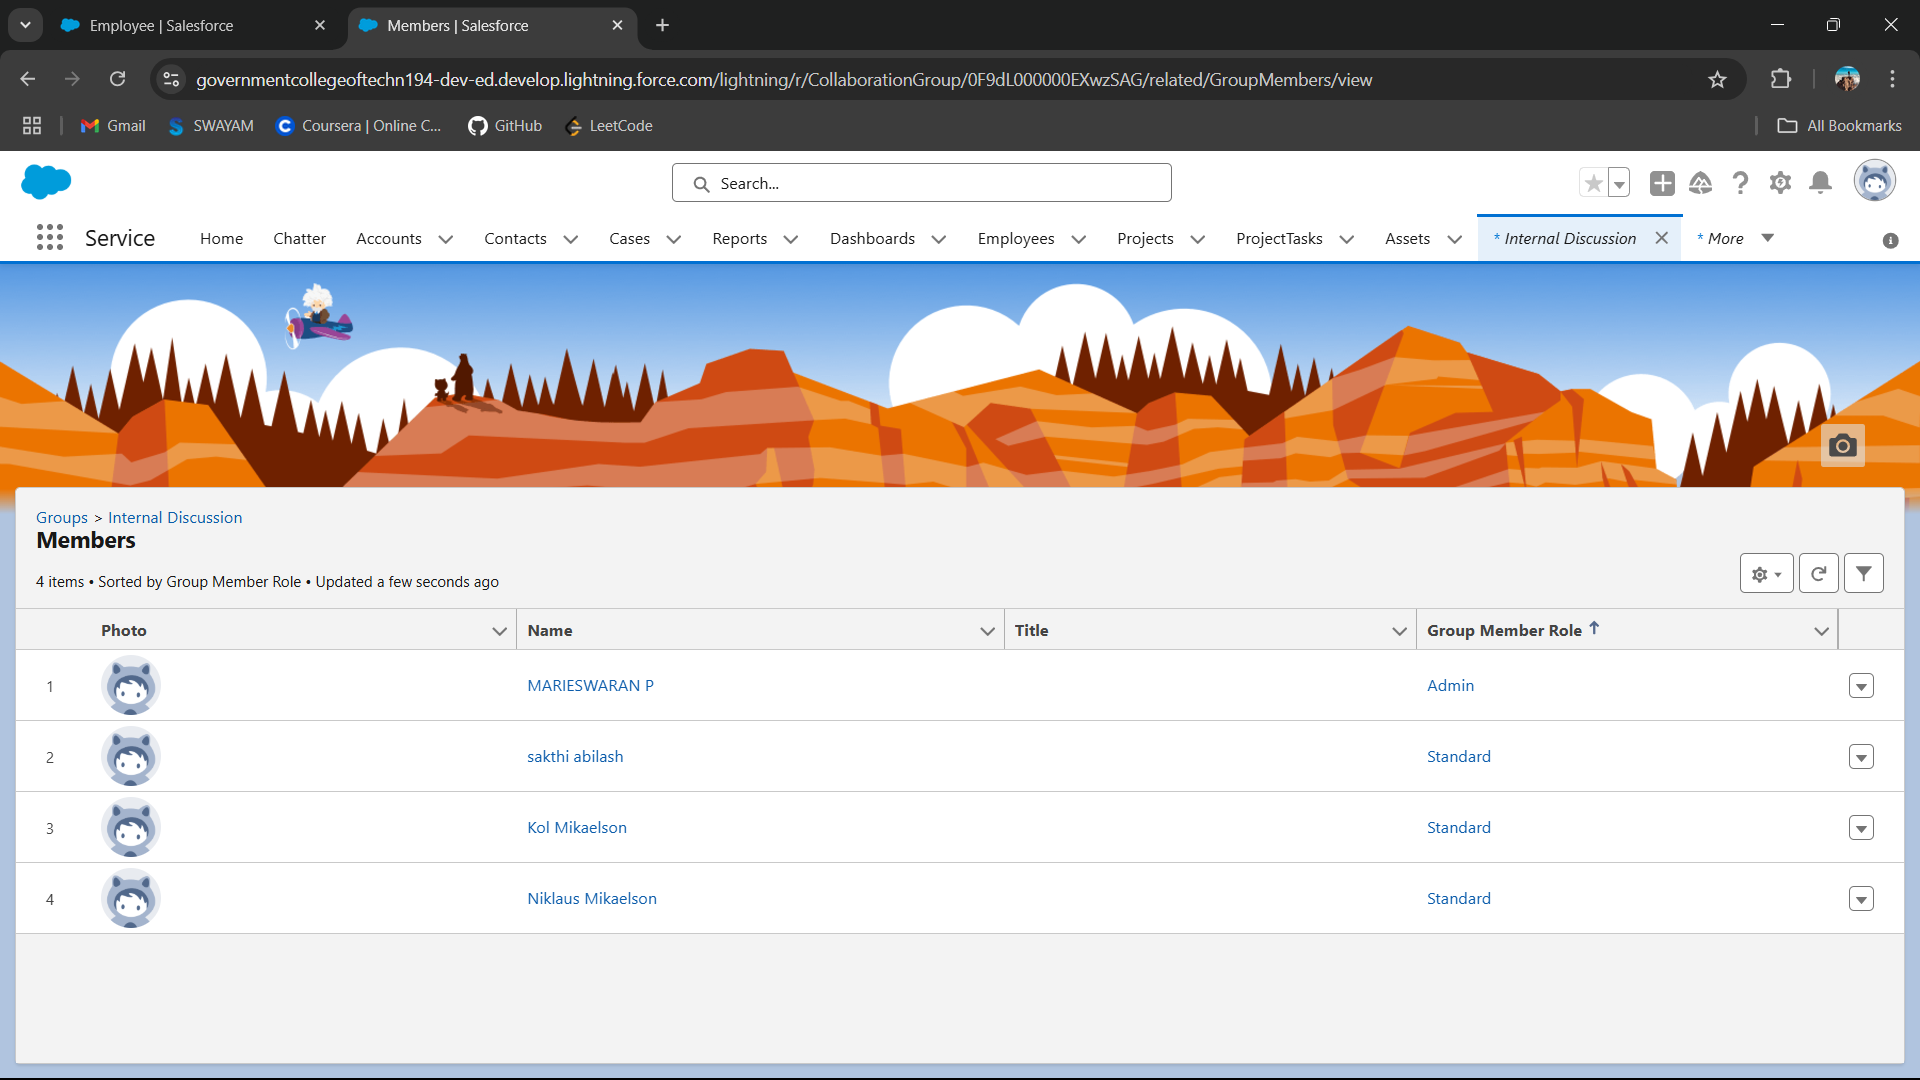 Employee | Salesforce
Members | Salesforce
governmentcollegeoftechn194-dev-ed.develop.lightning.force.com/lightning/r/CollaborationGroup/0F9dL000000EXwzSAG/related/GroupMembers/view
Gmail
SWAYAM
Coursera | Online C...
GitHub
LeetCode
All Bookmarks
Search...
Service
Home
Chatter
Accounts
Contacts
Cases
Reports
Dashboards
Employees
Projects
ProjectTasks
Assets
* Internal Discussion
* More
Groups > Internal Discussion
Members
4 items • Sorted by Group Member Role • Updated a few seconds ago
Photo
Name
Title
Group Member Role
1
MARIESWARAN P
Admin
2
sakthi abilash
Standard
3
Kol Mikaelson
Standard
4
Niklaus Mikaelson
Standard